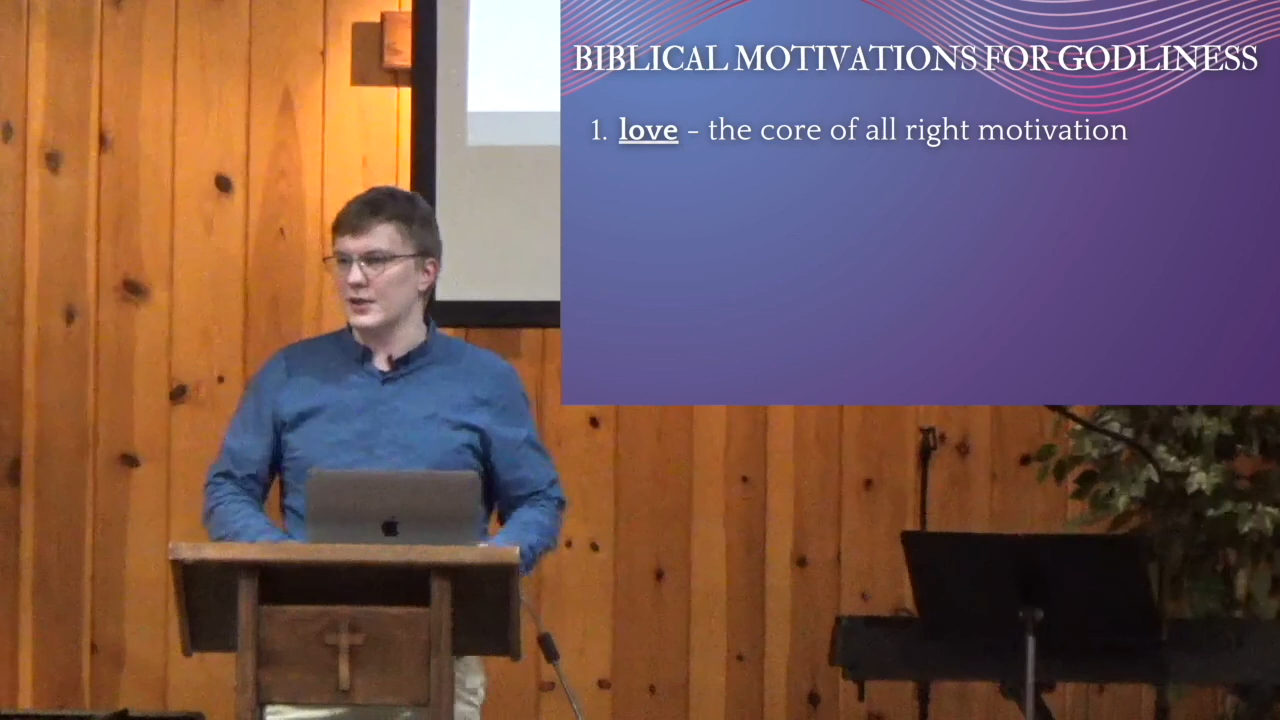 BIBLICAL MOTIVATIONS FOR GODLINESS
1. love - the core of all right motivation